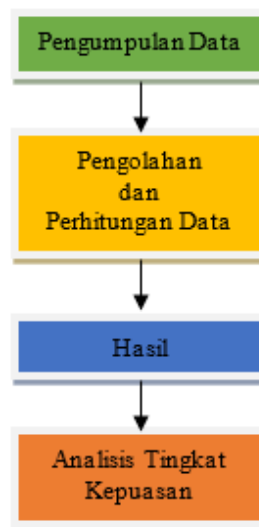 Pengumpulan Data
Pengolahan
dan
Perhitungan Data
Hasil
Analisis Tingkat
Kepuasan